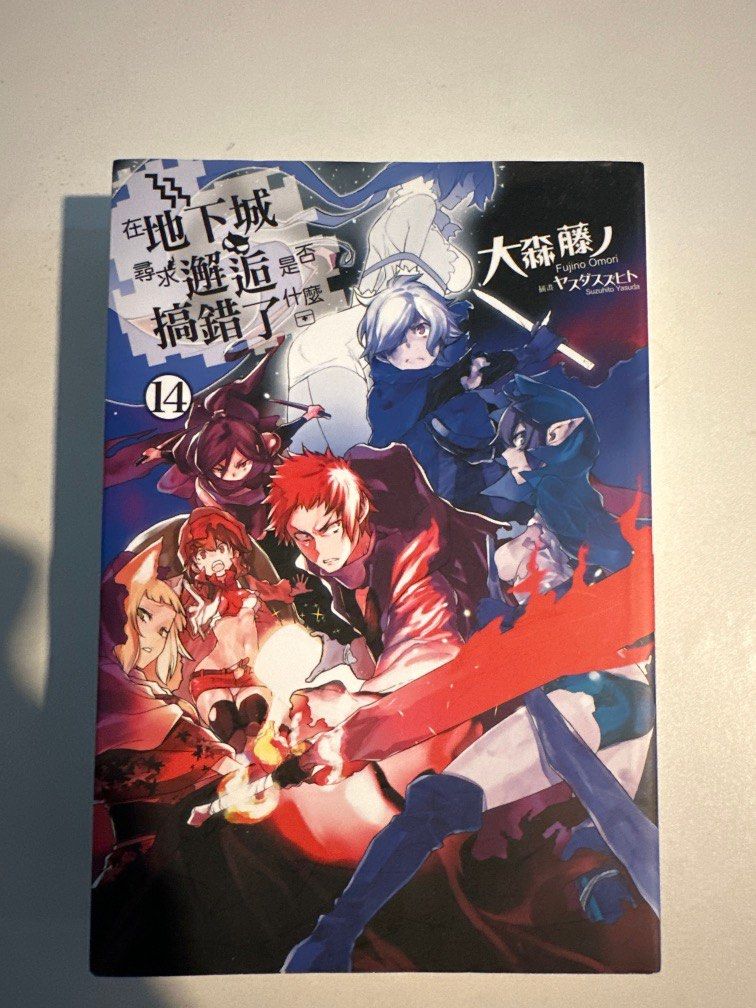 在地下城
尋求邂逅是否
搞錯了什麼
14
大森藤ノ
Fujino Omori
插畫 ヤスダスズヒト
Suzuhito Yasuda